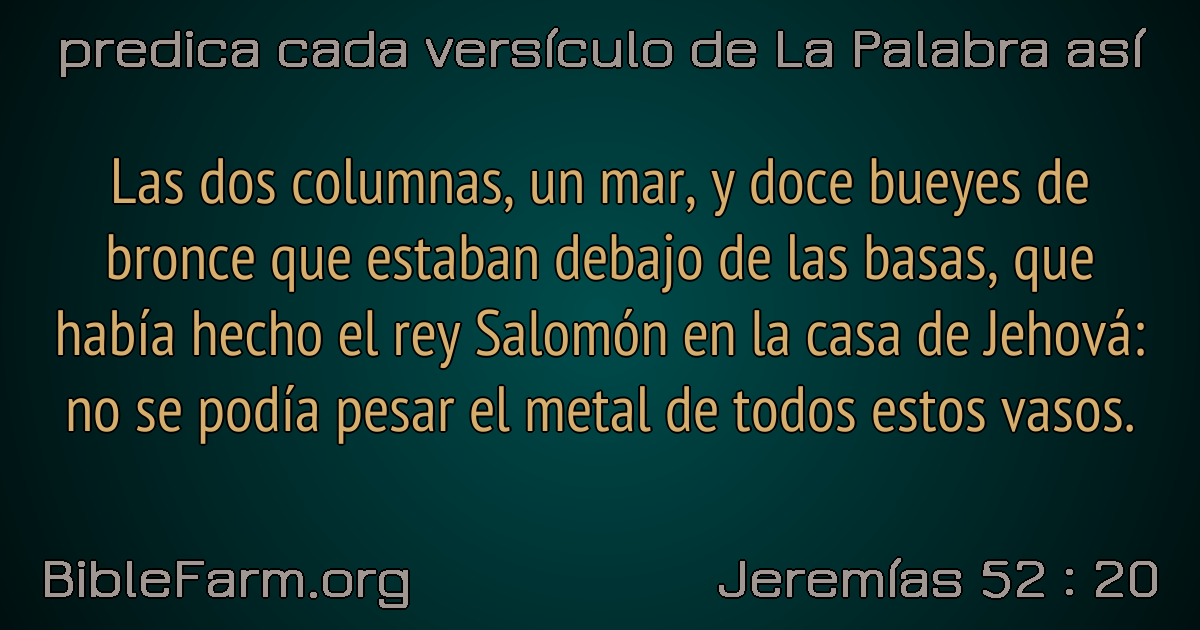 predica cada versículo de La Palabra así
Las dos columnas, un mar, y doce bueyes de
bronce que estaban debajo de las basas, que
había hecho el rey Salomón en la casa de Jehová:
no se podía pesar el metal de todos estos vasos.
BibleFarm.org
Jeremías 52 : 20